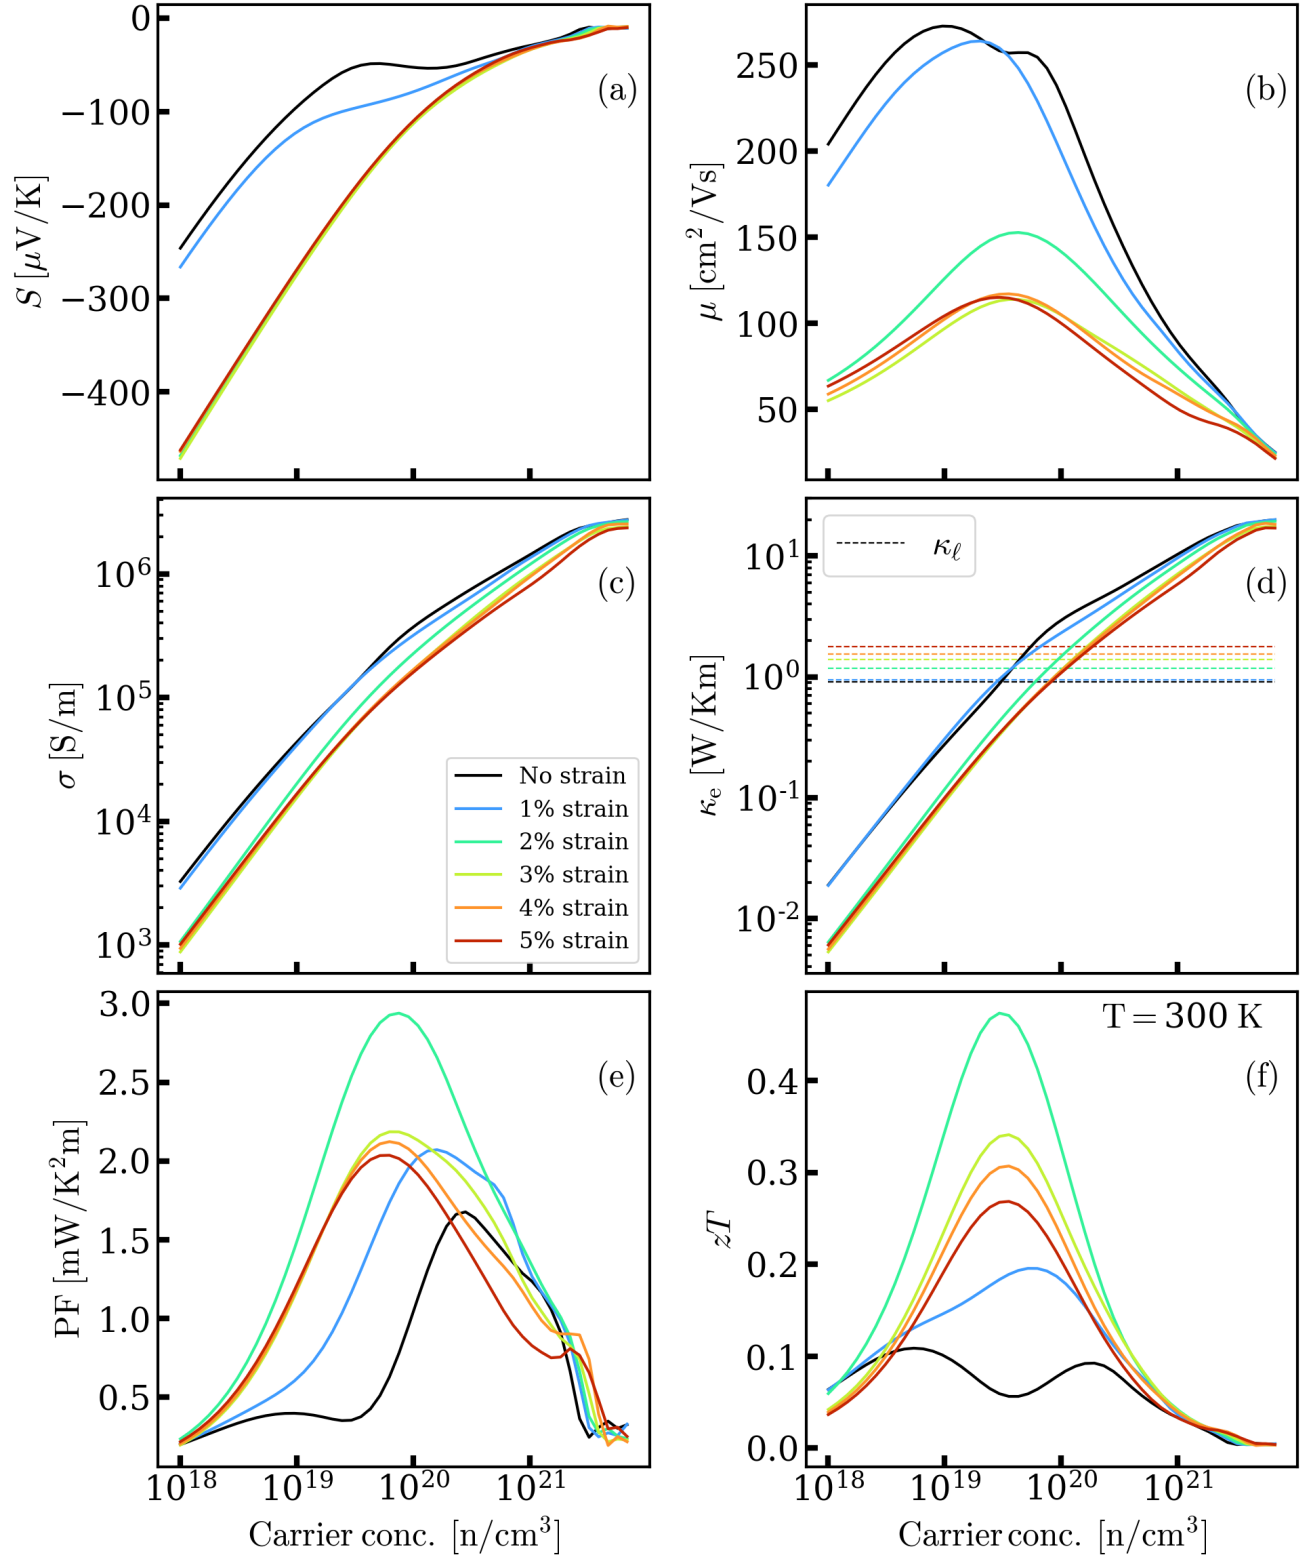 0
−100
−200
−300
−400
S [μV/K]
(a)
250
200
150
100
50
μ [cm²/Vs]
(b)
10⁶
10⁵
10⁴
10³
σ [S/m]
(c)
No strain
1% strain
2% strain
3% strain
4% strain
5% strain
10¹
10⁰
10⁻¹
10⁻²
κₑ [W/Km]
κ_ℓ
(d)
3.0
2.5
2.0
1.5
1.0
0.5
PF [mW/K²m]
(e)
10¹⁸ 10¹⁹ 10²⁰ 10²¹
Carrier conc. [n/cm³]
T = 300 K
0.4
0.3
0.2
0.1
0.0
zT
(f)
10¹⁸ 10¹⁹ 10²⁰ 10²¹
Carrier conc. [n/cm³]